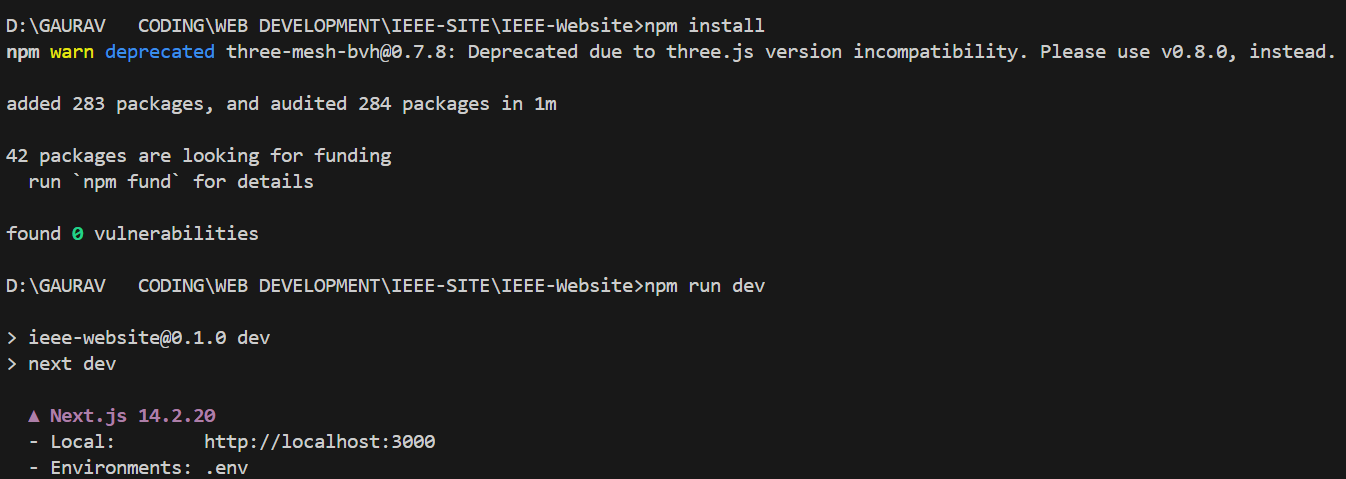 D:\GAURAV   CODING\WEB DEVELOPMENT\IEEE-SITE\IEEE-Website>npm install
npm warn deprecated three-mesh-bvh@0.7.8: Deprecated due to three.js version incompatibility. Please use v0.8.0, instead.
added 283 packages, and audited 284 packages in 1m
42 packages are looking for funding
  run `npm fund` for details
found 0 vulnerabilities
D:\GAURAV   CODING\WEB DEVELOPMENT\IEEE-SITE\IEEE-Website>npm run dev
> ieee-website@0.1.0 dev
> next dev
  ▲ Next.js 14.2.20
  - Local:        http://localhost:3000
  - Environments: .env